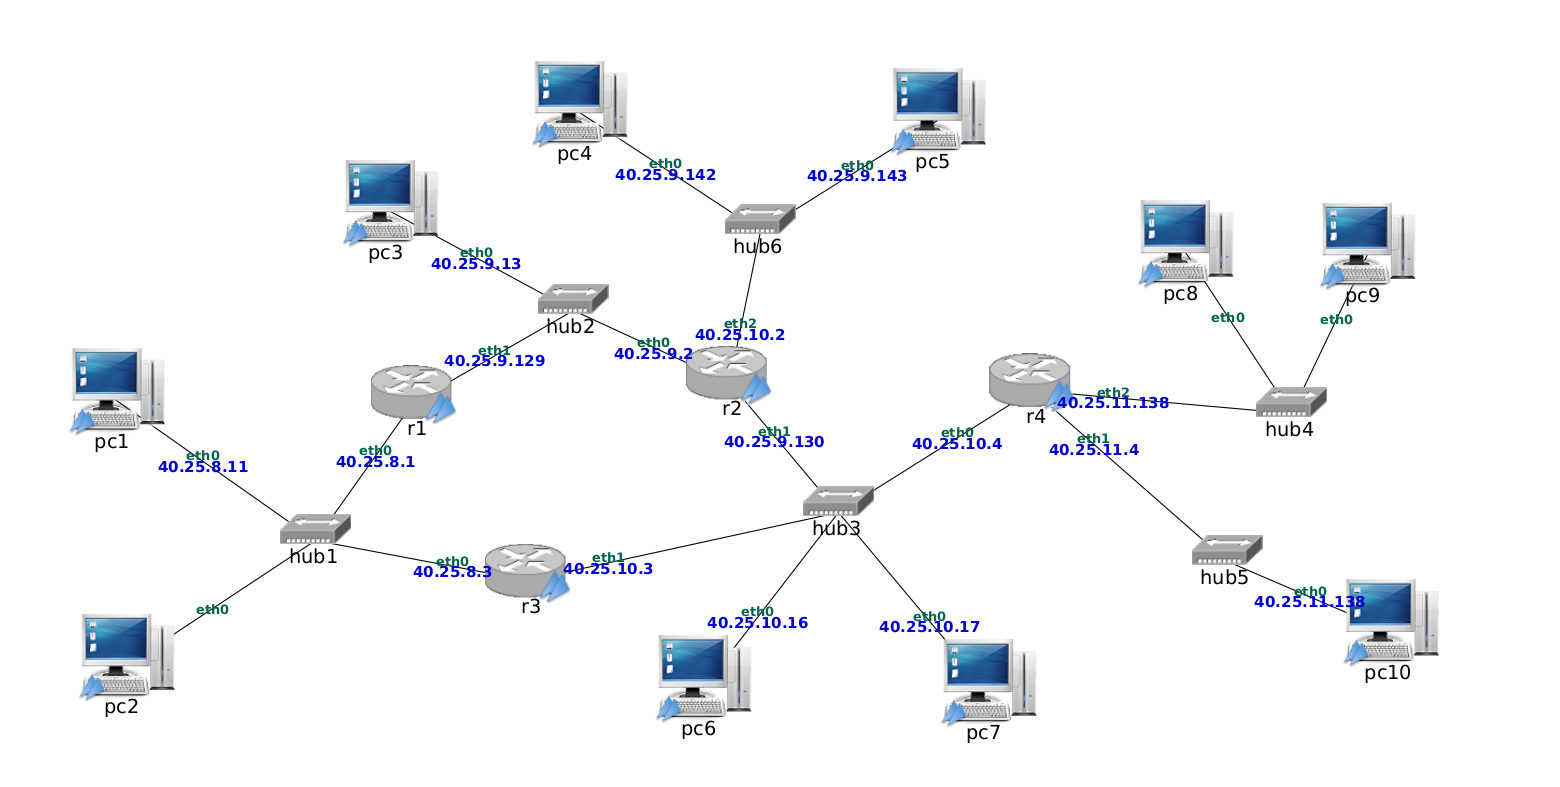 pc4
eth0
40.25.9.142
pc5
eth0
40.25.9.143
hub6
pc3
eth0
40.25.9.13
hub2
eth1
40.25.9.129
eth0
40.25.9.2
eth2
40.25.10.2
r2
eth1
40.25.9.130
r1
eth0
40.25.8.1
pc1
eth0
40.25.8.11
hub1
eth0
pc2
eth0
40.25.8.3
r3
eth1
40.25.10.3
hub3
eth0
40.25.10.4
r4
eth2
40.25.11.138
eth1
40.25.11.4
pc8
eth0
pc9
eth0
hub4
hub5
eth0
40.25.11.138
pc10
eth0
40.25.10.16
pc6
eth0
40.25.10.17
pc7